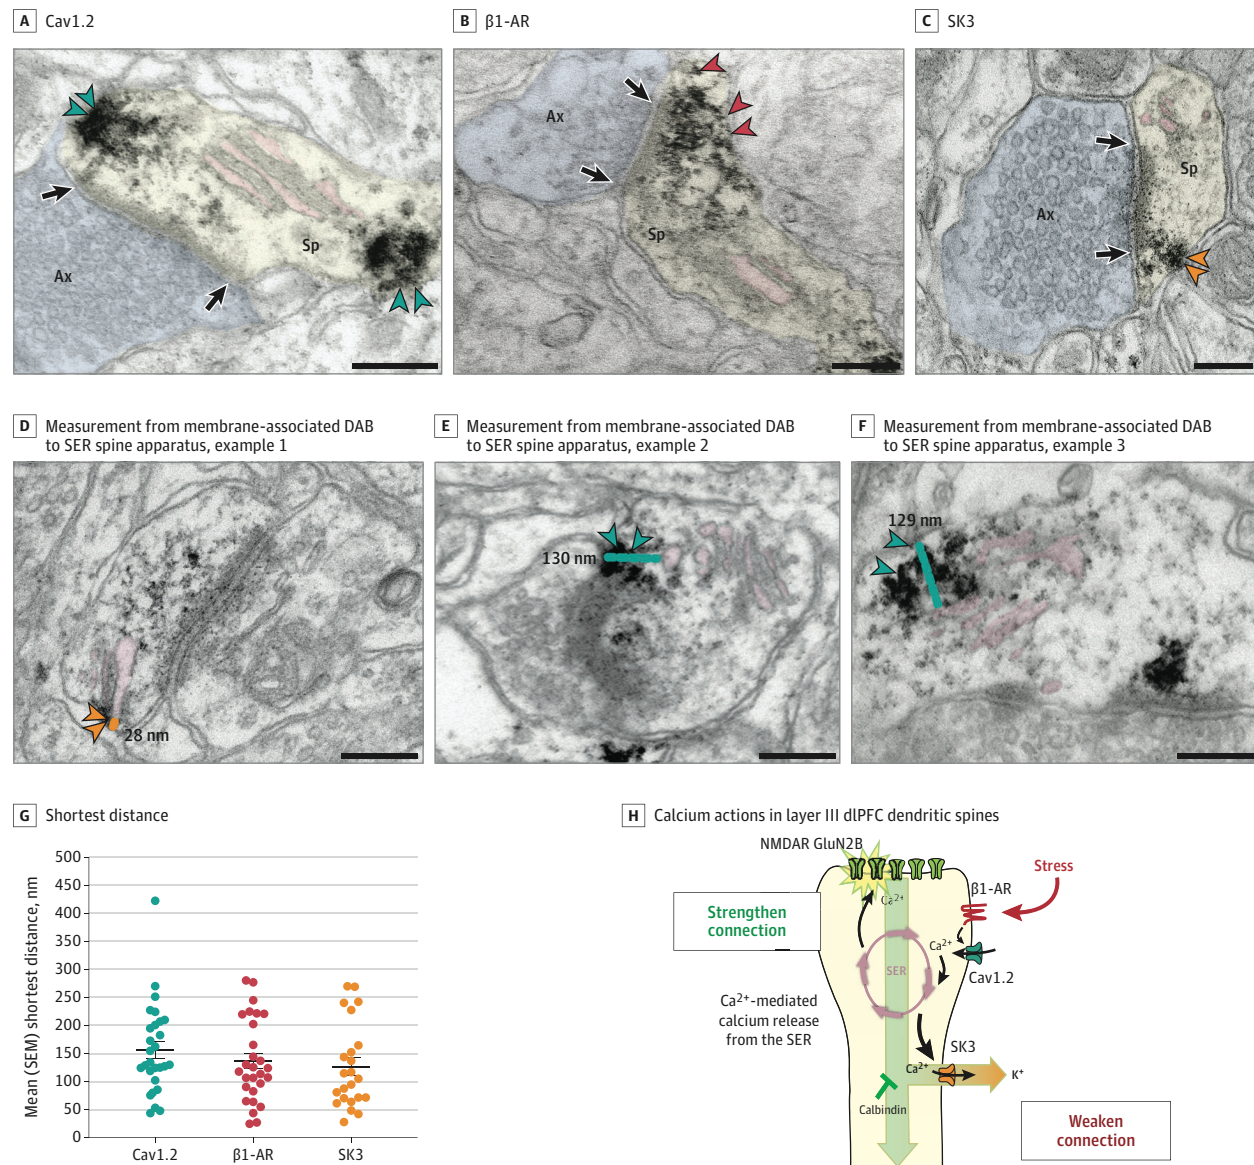 A Cav1.2
B β1-AR
C SK3
Ax
Sp
Ax
Sp
Ax
Sp
D Measurement from membrane-associated DAB
to SER spine apparatus, example 1
E Measurement from membrane-associated DAB
to SER spine apparatus, example 2
F Measurement from membrane-associated DAB
to SER spine apparatus, example 3
28 nm
130 nm
129 nm
G Shortest distance
Mean (SEM) shortest distance, nm
500
450
400
350
300
250
200
150
100
50
0
Cav1.2
β1-AR
SK3
H Calcium actions in layer III dlPFC dendritic spines
NMDAR GluN2B
Stress
β1-AR
Strengthen
connection
Ca²⁺
Ca²⁺
Cav1.2
SER
Ca²⁺-mediated
calcium release
from the SER
SK3
Ca²⁺
K⁺
Calbindin
Weaken
connection